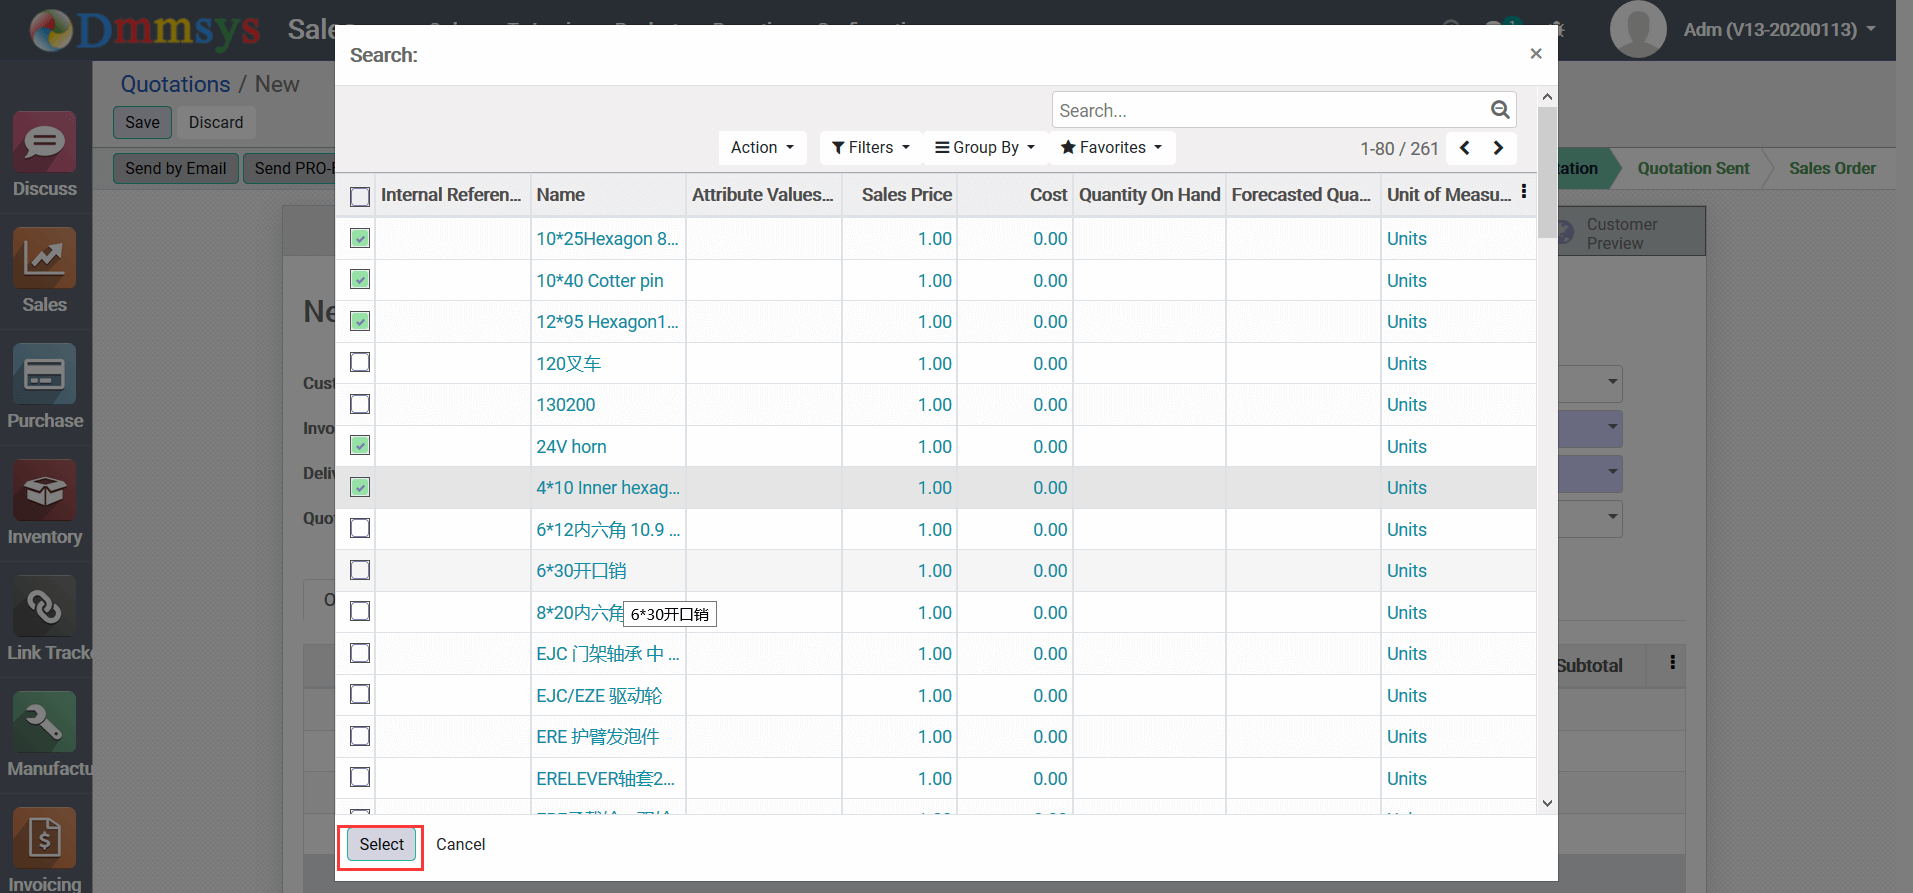 Dmmsys
Adm (V13-20200113)
Search:
Quotations / New
Search...
Save
Discard
Action
Filters
Group By
Favorites
1-80 / 261
Send by Email
Quotation Sent
Sales Order
Discuss
Internal Referen...
Name
Attribute Values...
Sales Price
Cost
Quantity On Hand
Forecasted Qua...
Unit of Measu...
Customer
Preview
10*25Hexagon 8... 1.00 0.00 Units
10*40 Cotter pin 1.00 0.00 Units
Sales
12*95 Hexagon1... 1.00 0.00 Units
120叉车 1.00 0.00 Units
130200 1.00 0.00 Units
Purchase
24V horn 1.00 0.00 Units
4*10 Inner hexag... 1.00 0.00 Units
6*12内六角 10.9 ... 1.00 0.00 Units
Inventory
6*30开口销 1.00 0.00 Units
8*20内六角 1.00 0.00 Units
6*30开口销
EJC 门架轴承 中 ... 1.00 0.00 Units
Link Tracke
Subtotal
EJC/EZE 驱动轮 1.00 0.00 Units
ERE 护臂发泡件 1.00 0.00 Units
Manufactu
ERELEVER轴套2... 1.00 0.00 Units
Select
Cancel
Invoicing